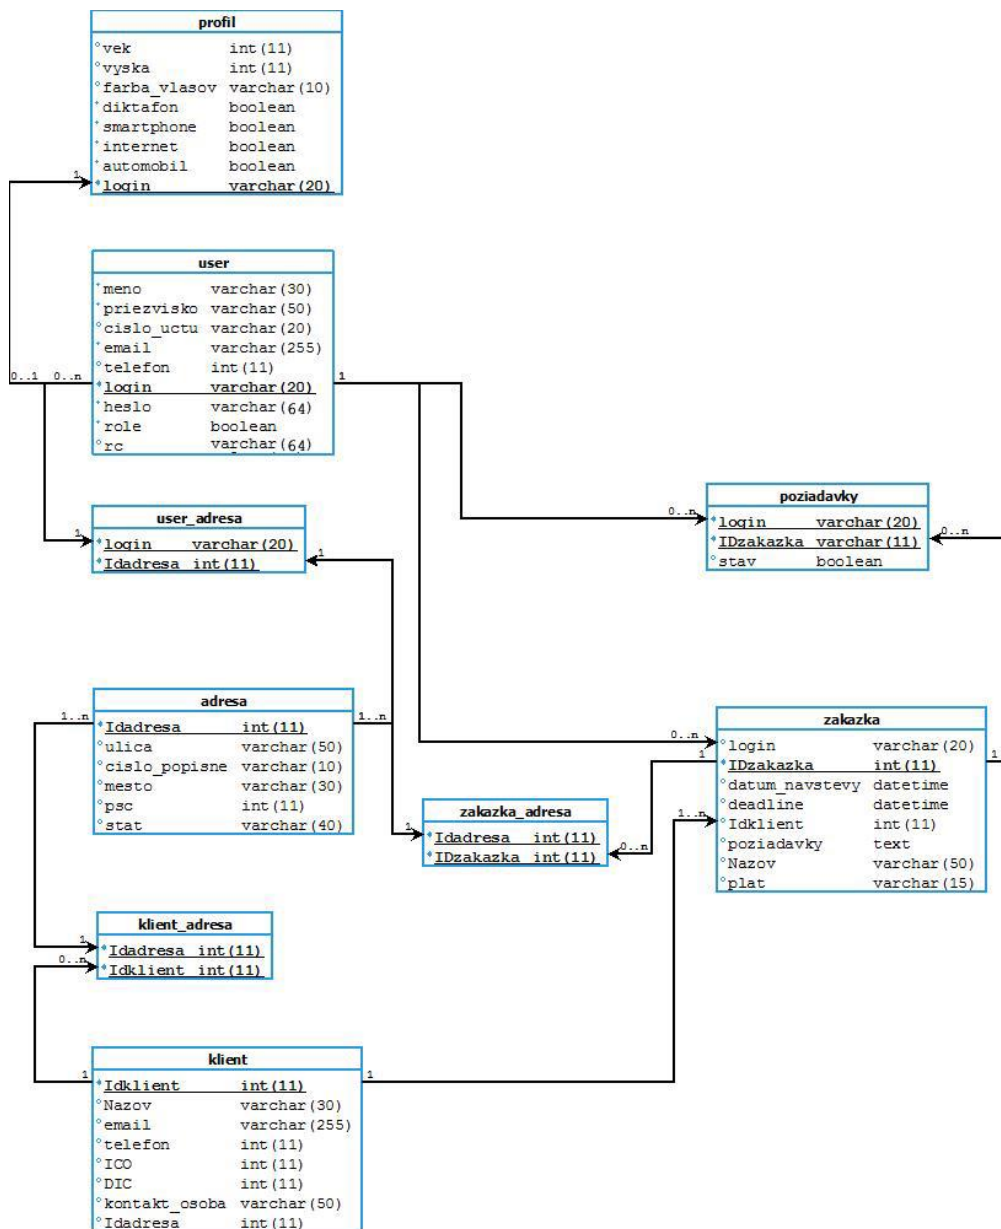 profil
vek int(11)
vyska int(11)
farba_vlasov varchar(10)
diktafon boolean
smartphone boolean
internet boolean
automobil boolean
1
login varchar(20)
user
meno varchar(30)
priezvisko varchar(50)
cislo_uctu varchar(20)
email varchar(255)
telefon int(11)
0..1 0..n 1
login varchar(20)
heslo varchar(64)
role boolean
rc varchar(64)
poziadavky
0..n login varchar(20)
IDzakazka varchar(11) 0..n
stav boolean
user_adresa
1 login varchar(20)
Idadresa int(11) 1
adresa
1..n Idadresa int(11) 1..n
ulica varchar(50)
cislo_popisne varchar(10)
mesto varchar(30)
psc int(11)
stat varchar(40)
zakazka
0..n login varchar(20)
1 IDzakazka int(11) 1
datum_navstevy datetime
deadline datetime
1..n Idklient int(11)
poziadavky text
Nazov varchar(50)
plat varchar(15)
zakazka_adresa
1 Idadresa int(11)
IDzakazka int(11) 0..n
klient_adresa
1 Idadresa int(11)
0..n Idklient int(11)
klient
1 Idklient int(11) 1
Nazov varchar(30)
email varchar(255)
telefon int(11)
ICO int(11)
DIC int(11)
kontakt_osoba varchar(50)
Idadresa int(11)